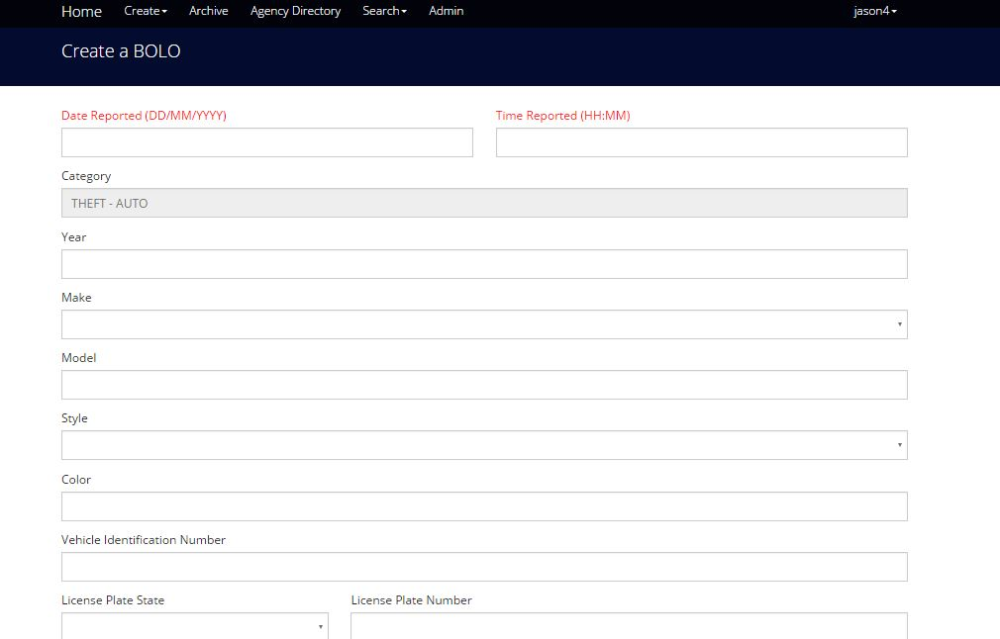 Home Create Archive Agency Directory Search Admin jason4
Create a BOLO
Date Reported (DD/MM/YYYY) Time Reported (HH:MM)
Category
THEFT - AUTO
Year
Make
Model
Style
Color
Vehicle Identification Number
License Plate State License Plate Number